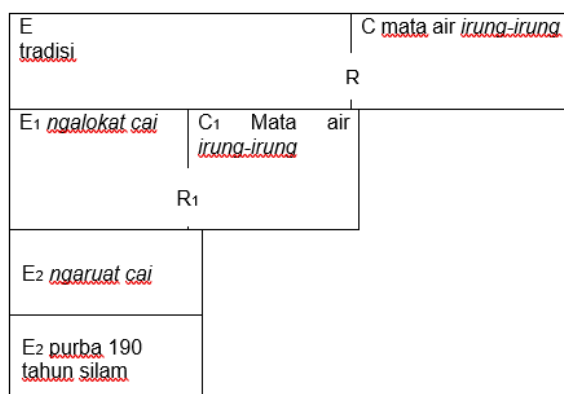 E
tradisi
C mata air irung-irung
R
E1 ngalokat cai
C1 Mata air
irung-irung
R1
E2 ngaruat cai
E2 purba 190
tahun silam